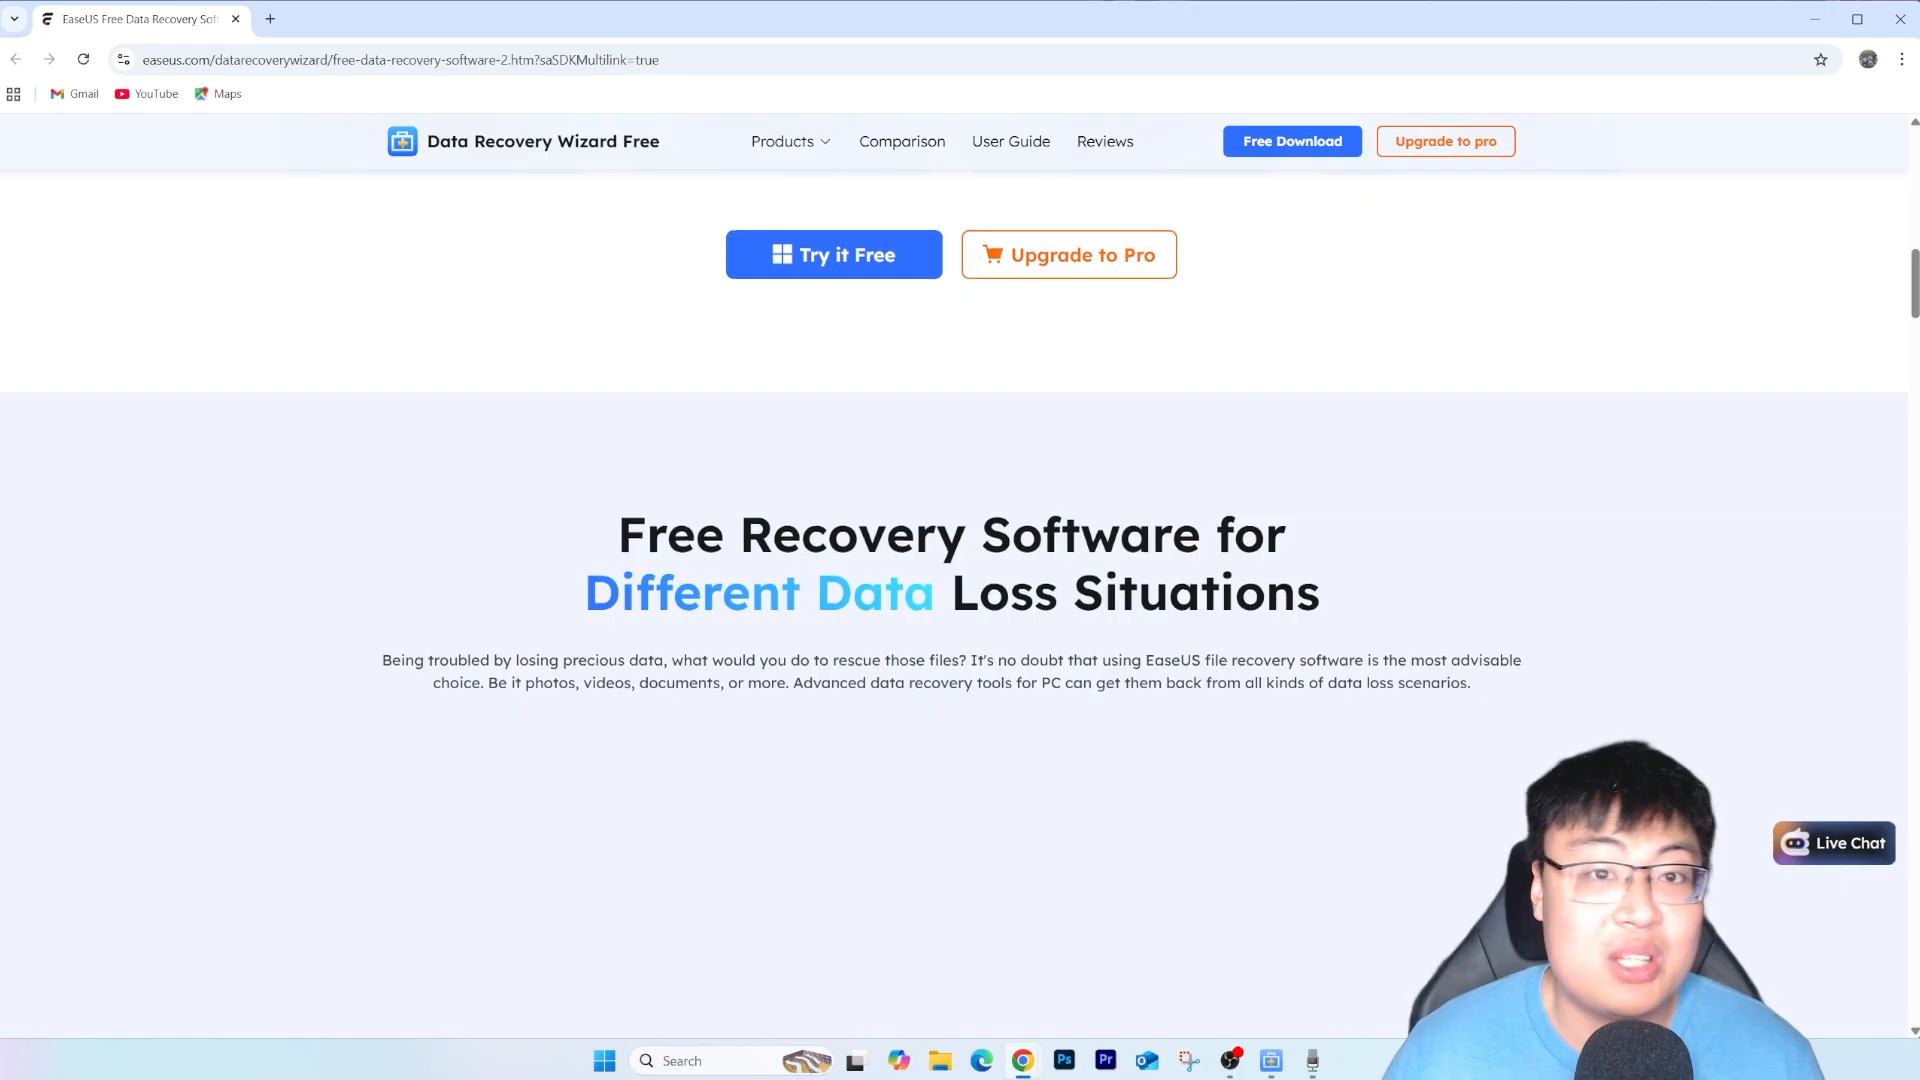 EaseUS Free Data Recovery Sof
easeus.com/datarecoverywizard/free-data-recovery-software-2.htm?saSDKMultilink=true
Gmail
YouTube
Maps
Data Recovery Wizard Free
Products
Comparison
User Guide
Reviews
Free Download
Upgrade to pro
Try it Free
Upgrade to Pro
Free Recovery Software for
Different Data Loss Situations
Being troubled by losing precious data, what would you do to rescue those files? It's no doubt that using EaseUS file recovery software is the most advisable
choice. Be it photos, videos, documents, or more. Advanced data recovery tools for PC can get them back from all kinds of data loss scenarios.
Live Chat
Search
Ps
Pr